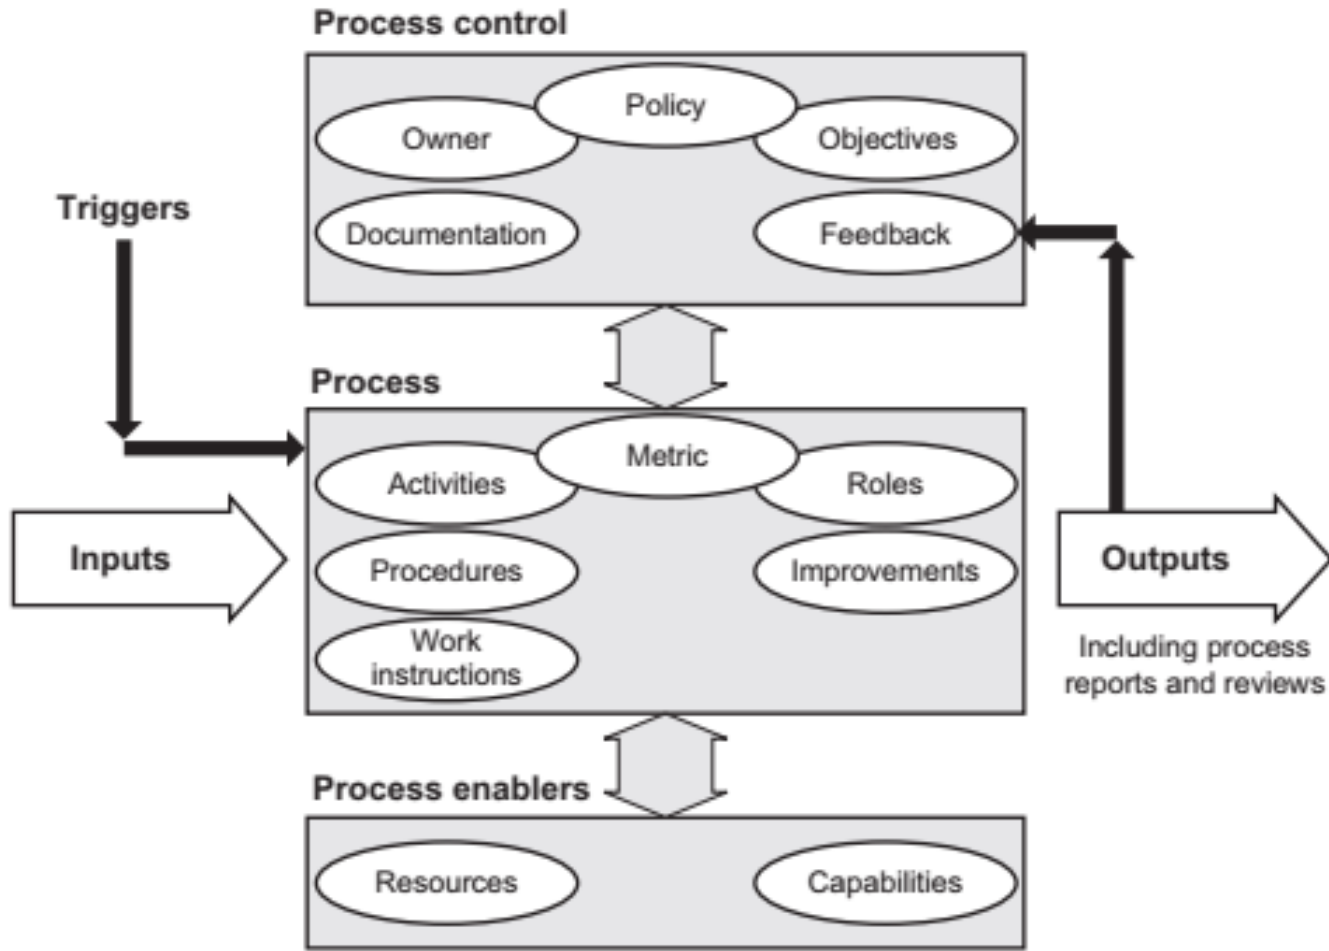 Process control
Policy
Owner
Objectives
Triggers
Documentation
Feedback
Process
Metric
Activities
Roles
Inputs
Procedures
Improvements
Outputs
Work
instructions
Including process
reports and reviews
Process enablers
Resources
Capabilities